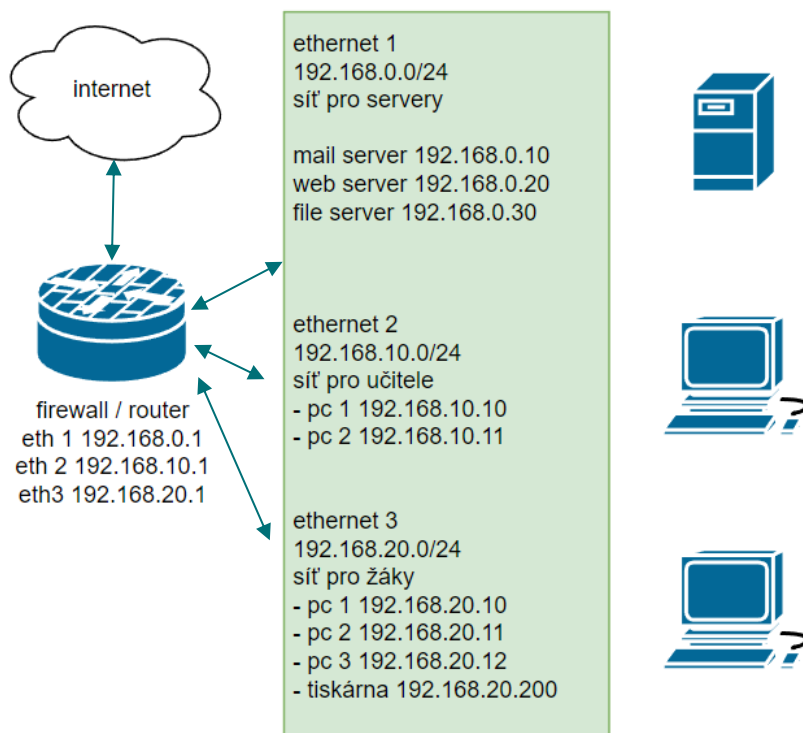 internet
firewall / router
eth 1 192.168.0.1
eth 2 192.168.10.1
eth3 192.168.20.1
ethernet 1
192.168.0.0/24
síť pro servery
mail server 192.168.0.10
web server 192.168.0.20
file server 192.168.0.30
ethernet 2
192.168.10.0/24
síť pro učitele
- pc 1 192.168.10.10
- pc 2 192.168.10.11
ethernet 3
192.168.20.0/24
síť pro žáky
- pc 1 192.168.20.10
- pc 2 192.168.20.11
- pc 3 192.168.20.12
- tiskárna 192.168.20.200